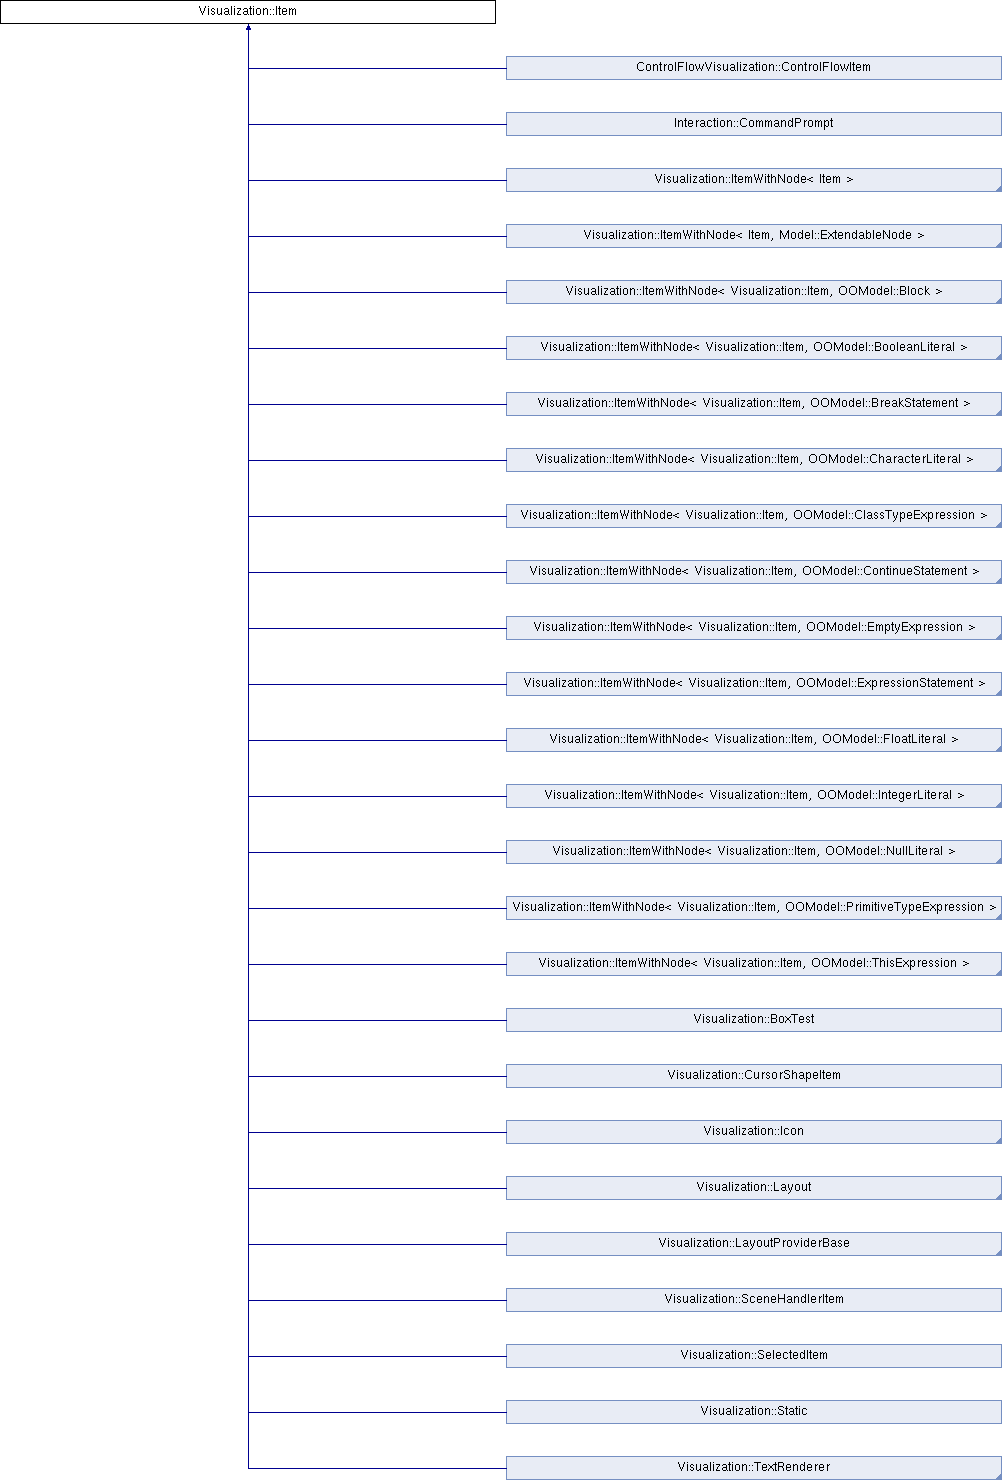 Visualization::Item
ControlFlowVisualization::ControlFlowItem
Interaction::CommandPrompt
Visualization::ItemWithNode< Item >
Visualization::ItemWithNode< Item, Model::ExtendableNode >
Visualization::ItemWithNode< Visualization::Item, OOModel::Block >
Visualization::ItemWithNode< Visualization::Item, OOModel::BooleanLiteral >
Visualization::ItemWithNode< Visualization::Item, OOModel::BreakStatement >
Visualization::ItemWithNode< Visualization::Item, OOModel::CharacterLiteral >
Visualization::ItemWithNode< Visualization::Item, OOModel::ClassTypeExpression >
Visualization::ItemWithNode< Visualization::Item, OOModel::ContinueStatement >
Visualization::ItemWithNode< Visualization::Item, OOModel::EmptyExpression >
Visualization::ItemWithNode< Visualization::Item, OOModel::ExpressionStatement >
Visualization::ItemWithNode< Visualization::Item, OOModel::FloatLiteral >
Visualization::ItemWithNode< Visualization::Item, OOModel::IntegerLiteral >
Visualization::ItemWithNode< Visualization::Item, OOModel::NullLiteral >
Visualization::ItemWithNode< Visualization::Item, OOModel::PrimitiveTypeExpression >
Visualization::ItemWithNode< Visualization::Item, OOModel::ThisExpression >
Visualization::BoxTest
Visualization::CursorShapeItem
Visualization::Icon
Visualization::Layout
Visualization::LayoutProviderBase
Visualization::SceneHandlerItem
Visualization::SelectedItem
Visualization::Static
Visualization::TextRenderer